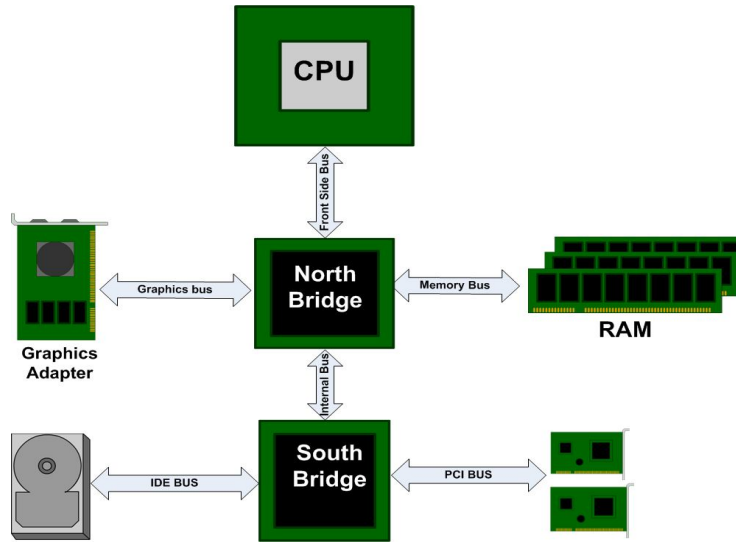 CPU
Front Side Bus
North
Bridge
Graphics bus
Memory Bus
RAM
Graphics
Adapter
Internal Bus
South
Bridge
IDE BUS
PCI BUS